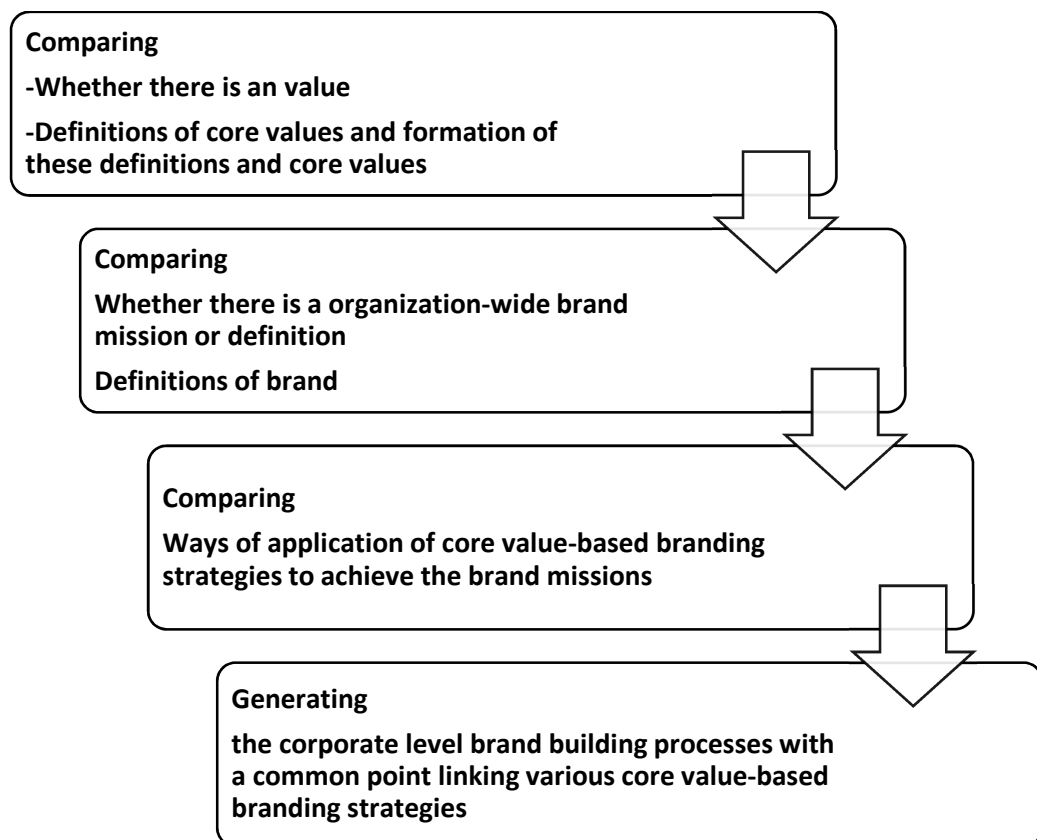 Comparing
-Whether there is an value
-Definitions of core values and formation of
these definitions and core values
Comparing
Whether there is a organization-wide brand
mission or definition
Definitions of brand
Comparing
Ways of application of core value-based branding
strategies to achieve the brand missions
Generating
the corporate level brand building processes with
a common point linking various core value-based
branding strategies